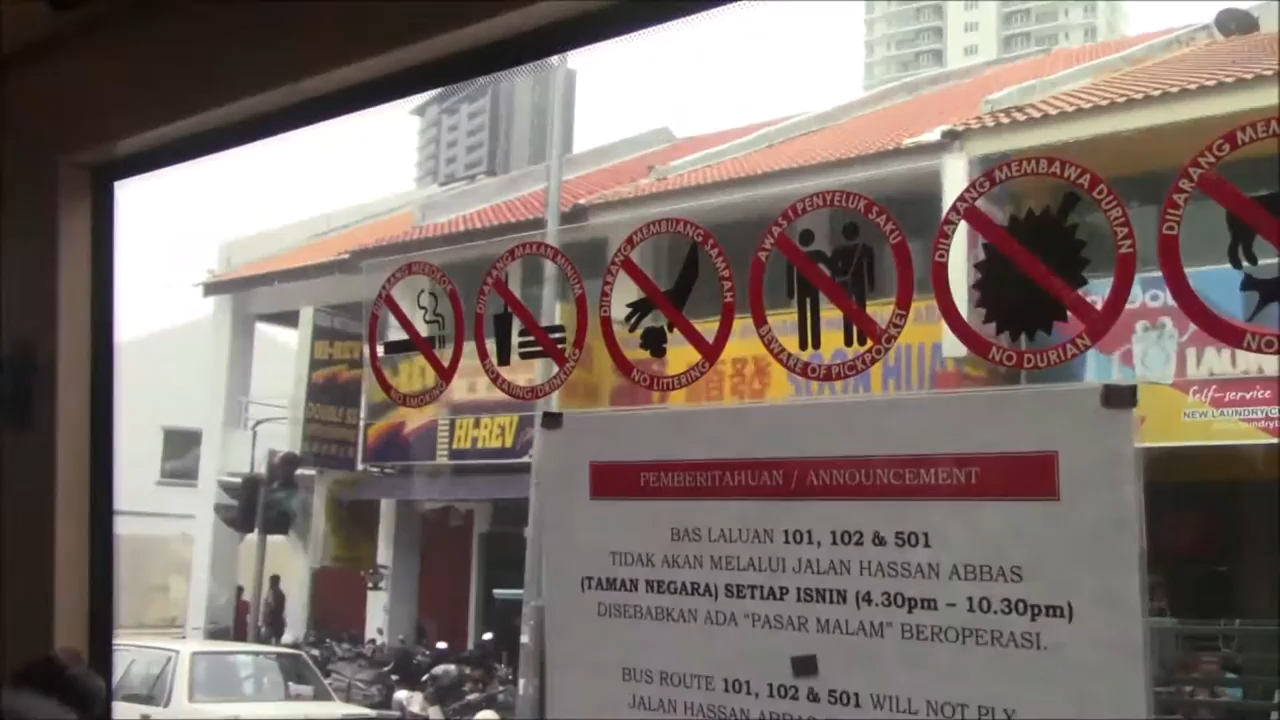 DILARANG MEROKOK
NO SMOKING
DILARANG MAKAN MINUM
NO EATING/DRINKING
DILARANG MEMBUANG SAMPAH
NO LITTERING
AWAS! PENYELUK SAKU
BEWARE OF PICKPOCKET
DILARANG MEMBAWA DURIAN
NO DURIAN
DILARANG
NO
HI-REV
HI-REV
Self-service
NEW LAUNDRY
PEMBERITAHUAN / ANNOUNCEMENT
BAS LALUAN 101, 102 & 501
TIDAK AKAN MELALUI JALAN HASSAN ABBAS
(TAMAN NEGARA) SETIAP ISNIN (4.30pm – 10.30pm)
DISEBABKAN ADA "PASAR MALAM" BEROPERASI.
BUS ROUTE 101, 102 & 501 WILL NOT PLY
JALAN HASSAN ABBAS